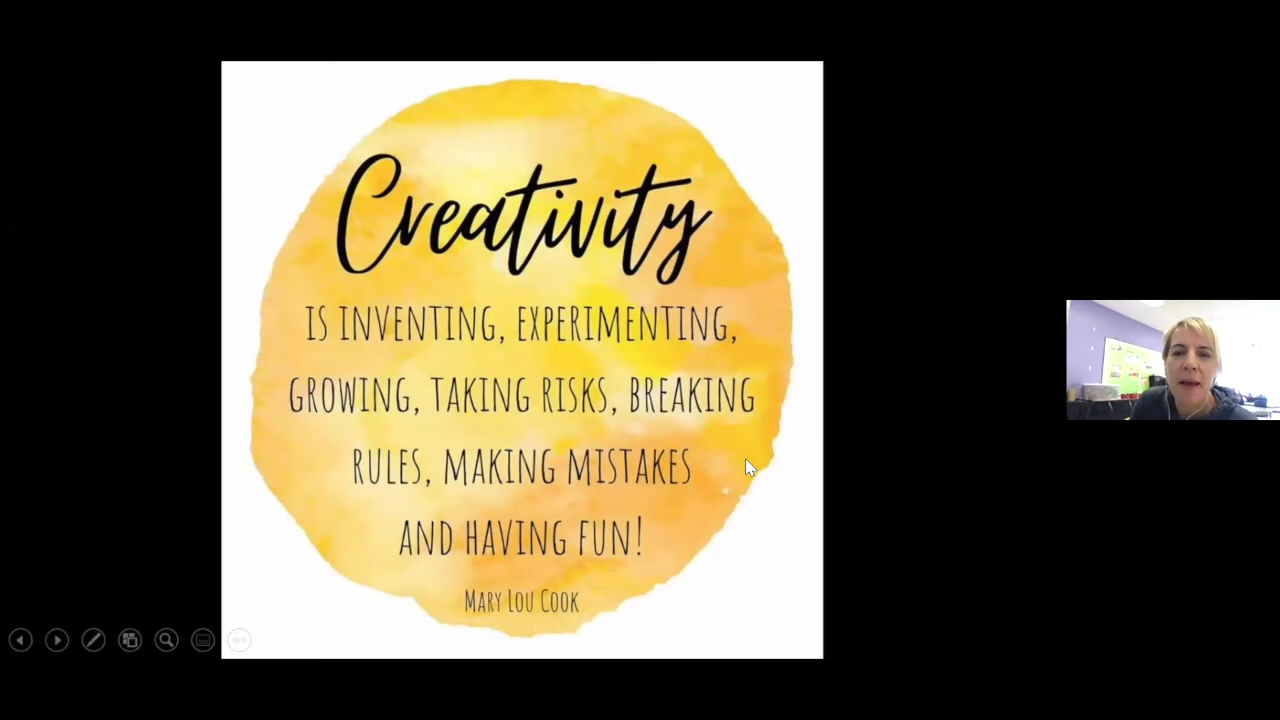 Creativity
IS INVENTING, EXPERIMENTING,
GROWING, TAKING RISKS, BREAKING
RULES, MAKING MISTAKES
AND HAVING FUN!
MARY LOU COOK